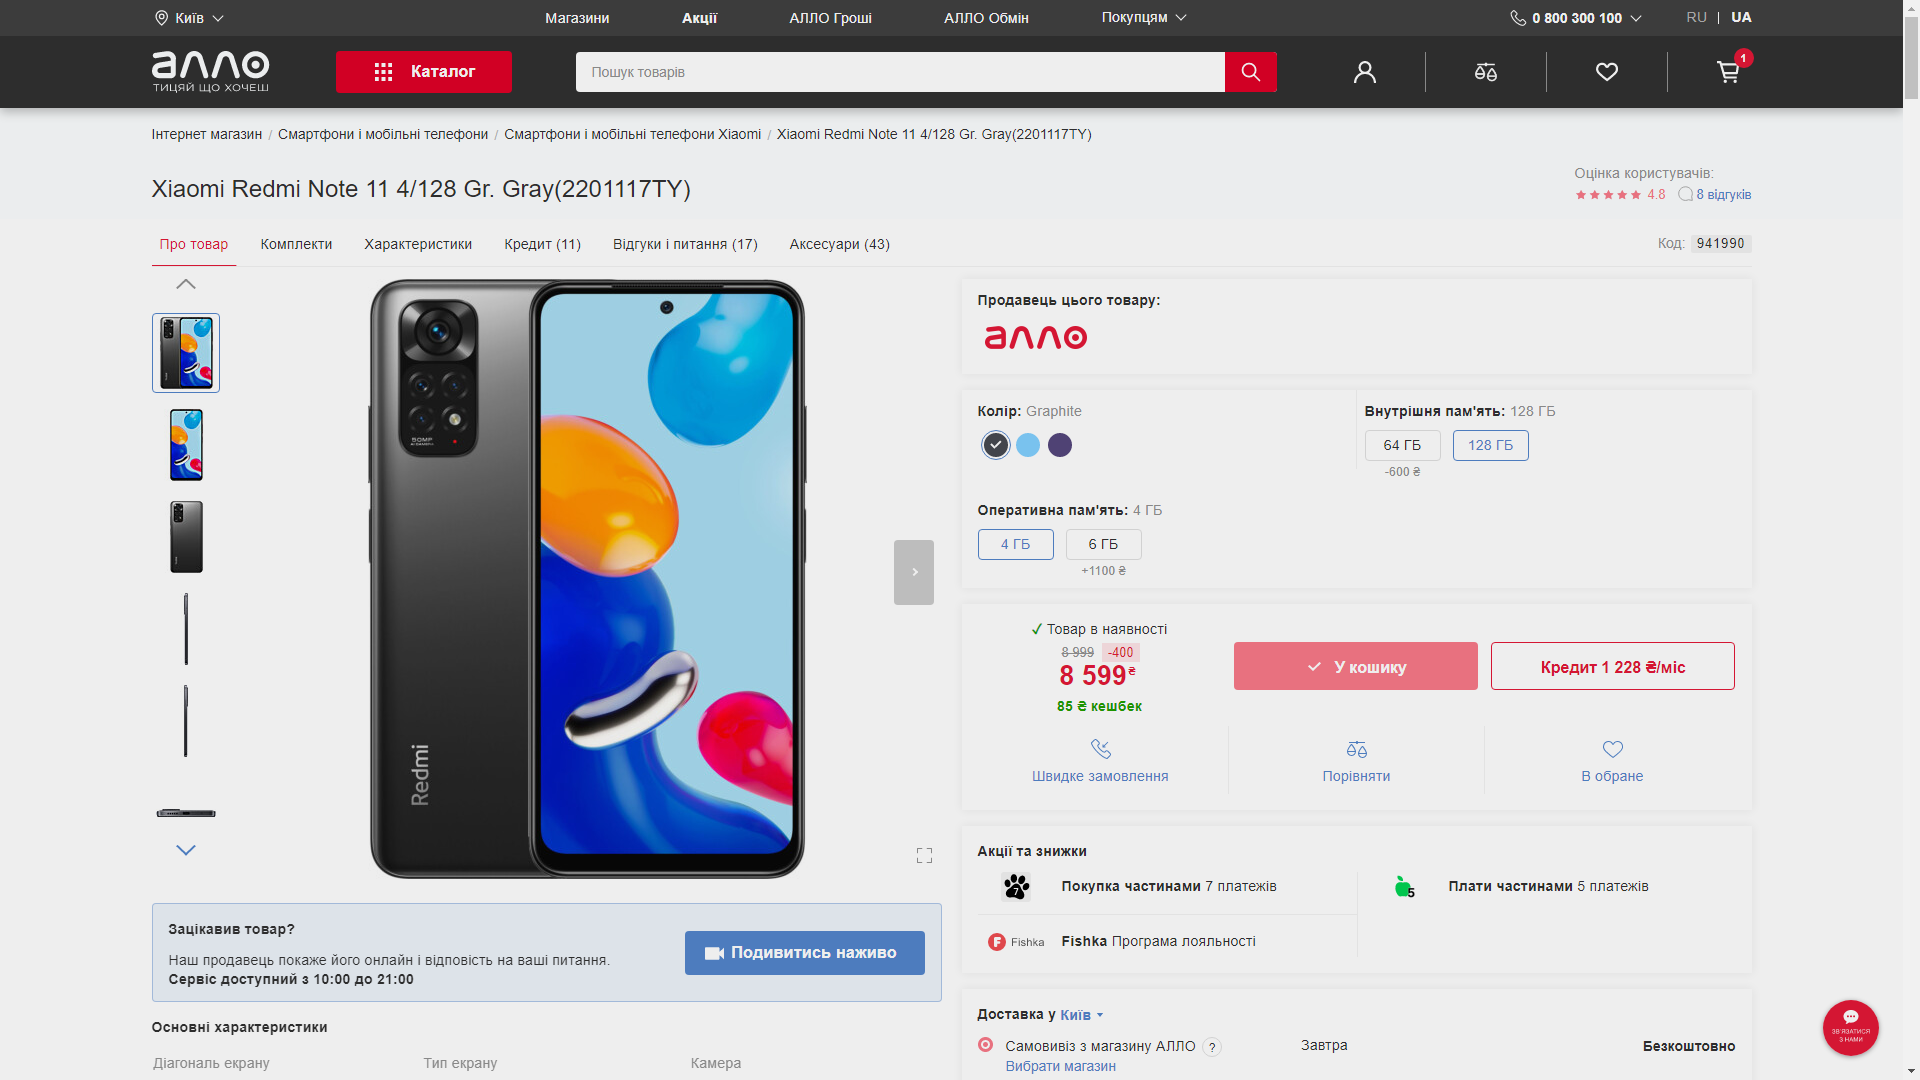 Київ
Магазини
Акції
АЛЛО Гроші
АЛЛО Обмін
Покупцям
0 800 300 100
RU | UA
алло
ТИЦЯЙ ЩО ХОЧЕШ
Каталог
Пошук товарів
1
Інтернет магазин / Смартфони і мобільні телефони / Смартфони і мобільні телефони Xiaomi / Xiaomi Redmi Note 11 4/128 Gr. Gray(2201117TY)
Xiaomi Redmi Note 11 4/128 Gr. Gray(2201117TY)
Оцінка користувачів:
4.8 8 відгуків
Про товар
Комплекти
Характеристики
Кредит (11)
Відгуки і питання (17)
Аксесуари (43)
Код: 941990
50MP
Redmi
Продавець цього товару:
алло
Колір: Graphite
Внутрішня пам'ять: 128 ГБ
64 ГБ
128 ГБ
-600 ₴
Оперативна пам'ять: 4 ГБ
4 ГБ
6 ГБ
+1100 ₴
Товар в наявності
8 999 -400
8 599₴
85 ₴ кешбек
У кошику
Кредит 1 228 ₴/міс
Швидке замовлення
Порівняти
В обране
Акції та знижки
7
Покупка частинами 7 платежів
5
Плати частинами 5 платежів
F Fishka
Fishka Програма лояльності
Зацікавив товар?
Наш продавець покаже його онлайн і відповість на ваші питання.
Сервіс доступний з 10:00 до 21:00
Подивитись наживо
Основні характеристики
Діагональ екрану
Тип екрану
Камера
Доставка у Київ
Самовивіз з магазину АЛЛО ?
Завтра
Безкоштовно
Вибрати магазин
ЗВ'ЯЗАТИСЯ
З НАМИ